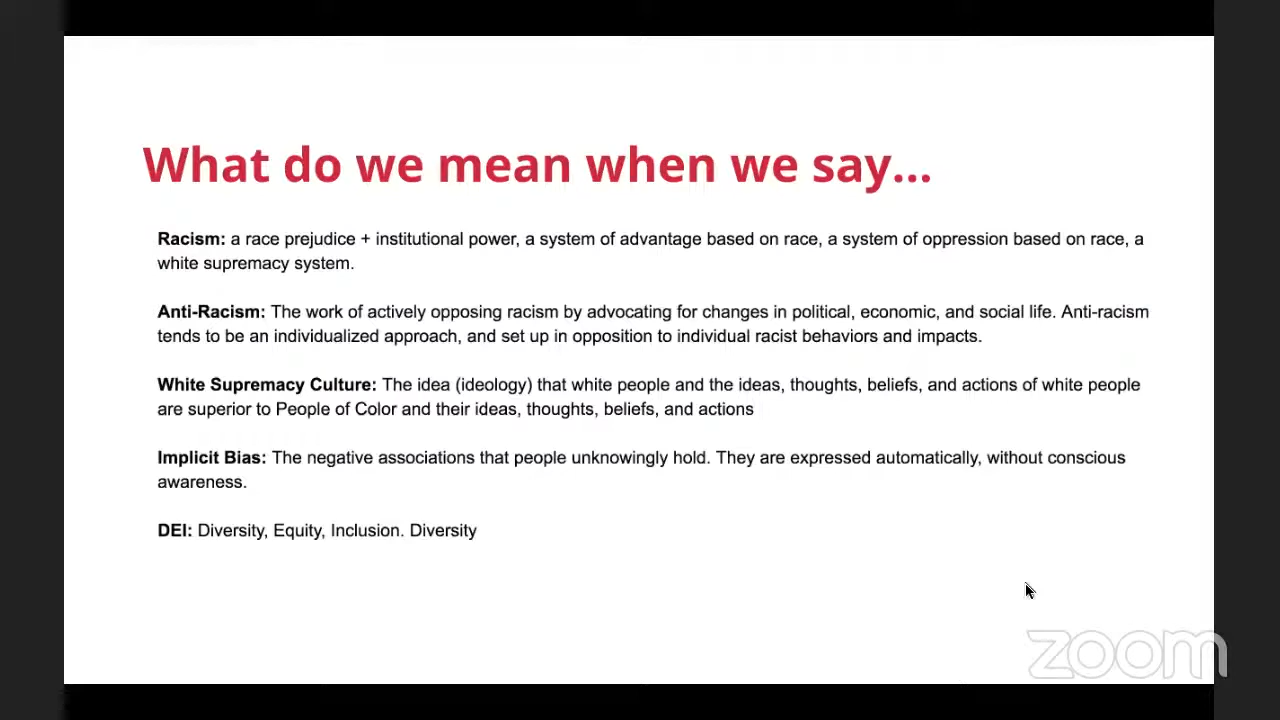 What do we mean when we say...
Racism: a race prejudice + institutional power, a system of advantage based on race, a system of oppression based on race, a
white supremacy system.
Anti-Racism: The work of actively opposing racism by advocating for changes in political, economic, and social life. Anti-racism
tends to be an individualized approach, and set up in opposition to individual racist behaviors and impacts.
White Supremacy Culture: The idea (ideology) that white people and the ideas, thoughts, beliefs, and actions of white people
are superior to People of Color and their ideas, thoughts, beliefs, and actions
Implicit Bias: The negative associations that people unknowingly hold. They are expressed automatically, without conscious
awareness.
DEI: Diversity, Equity, Inclusion. Diversity
zoom